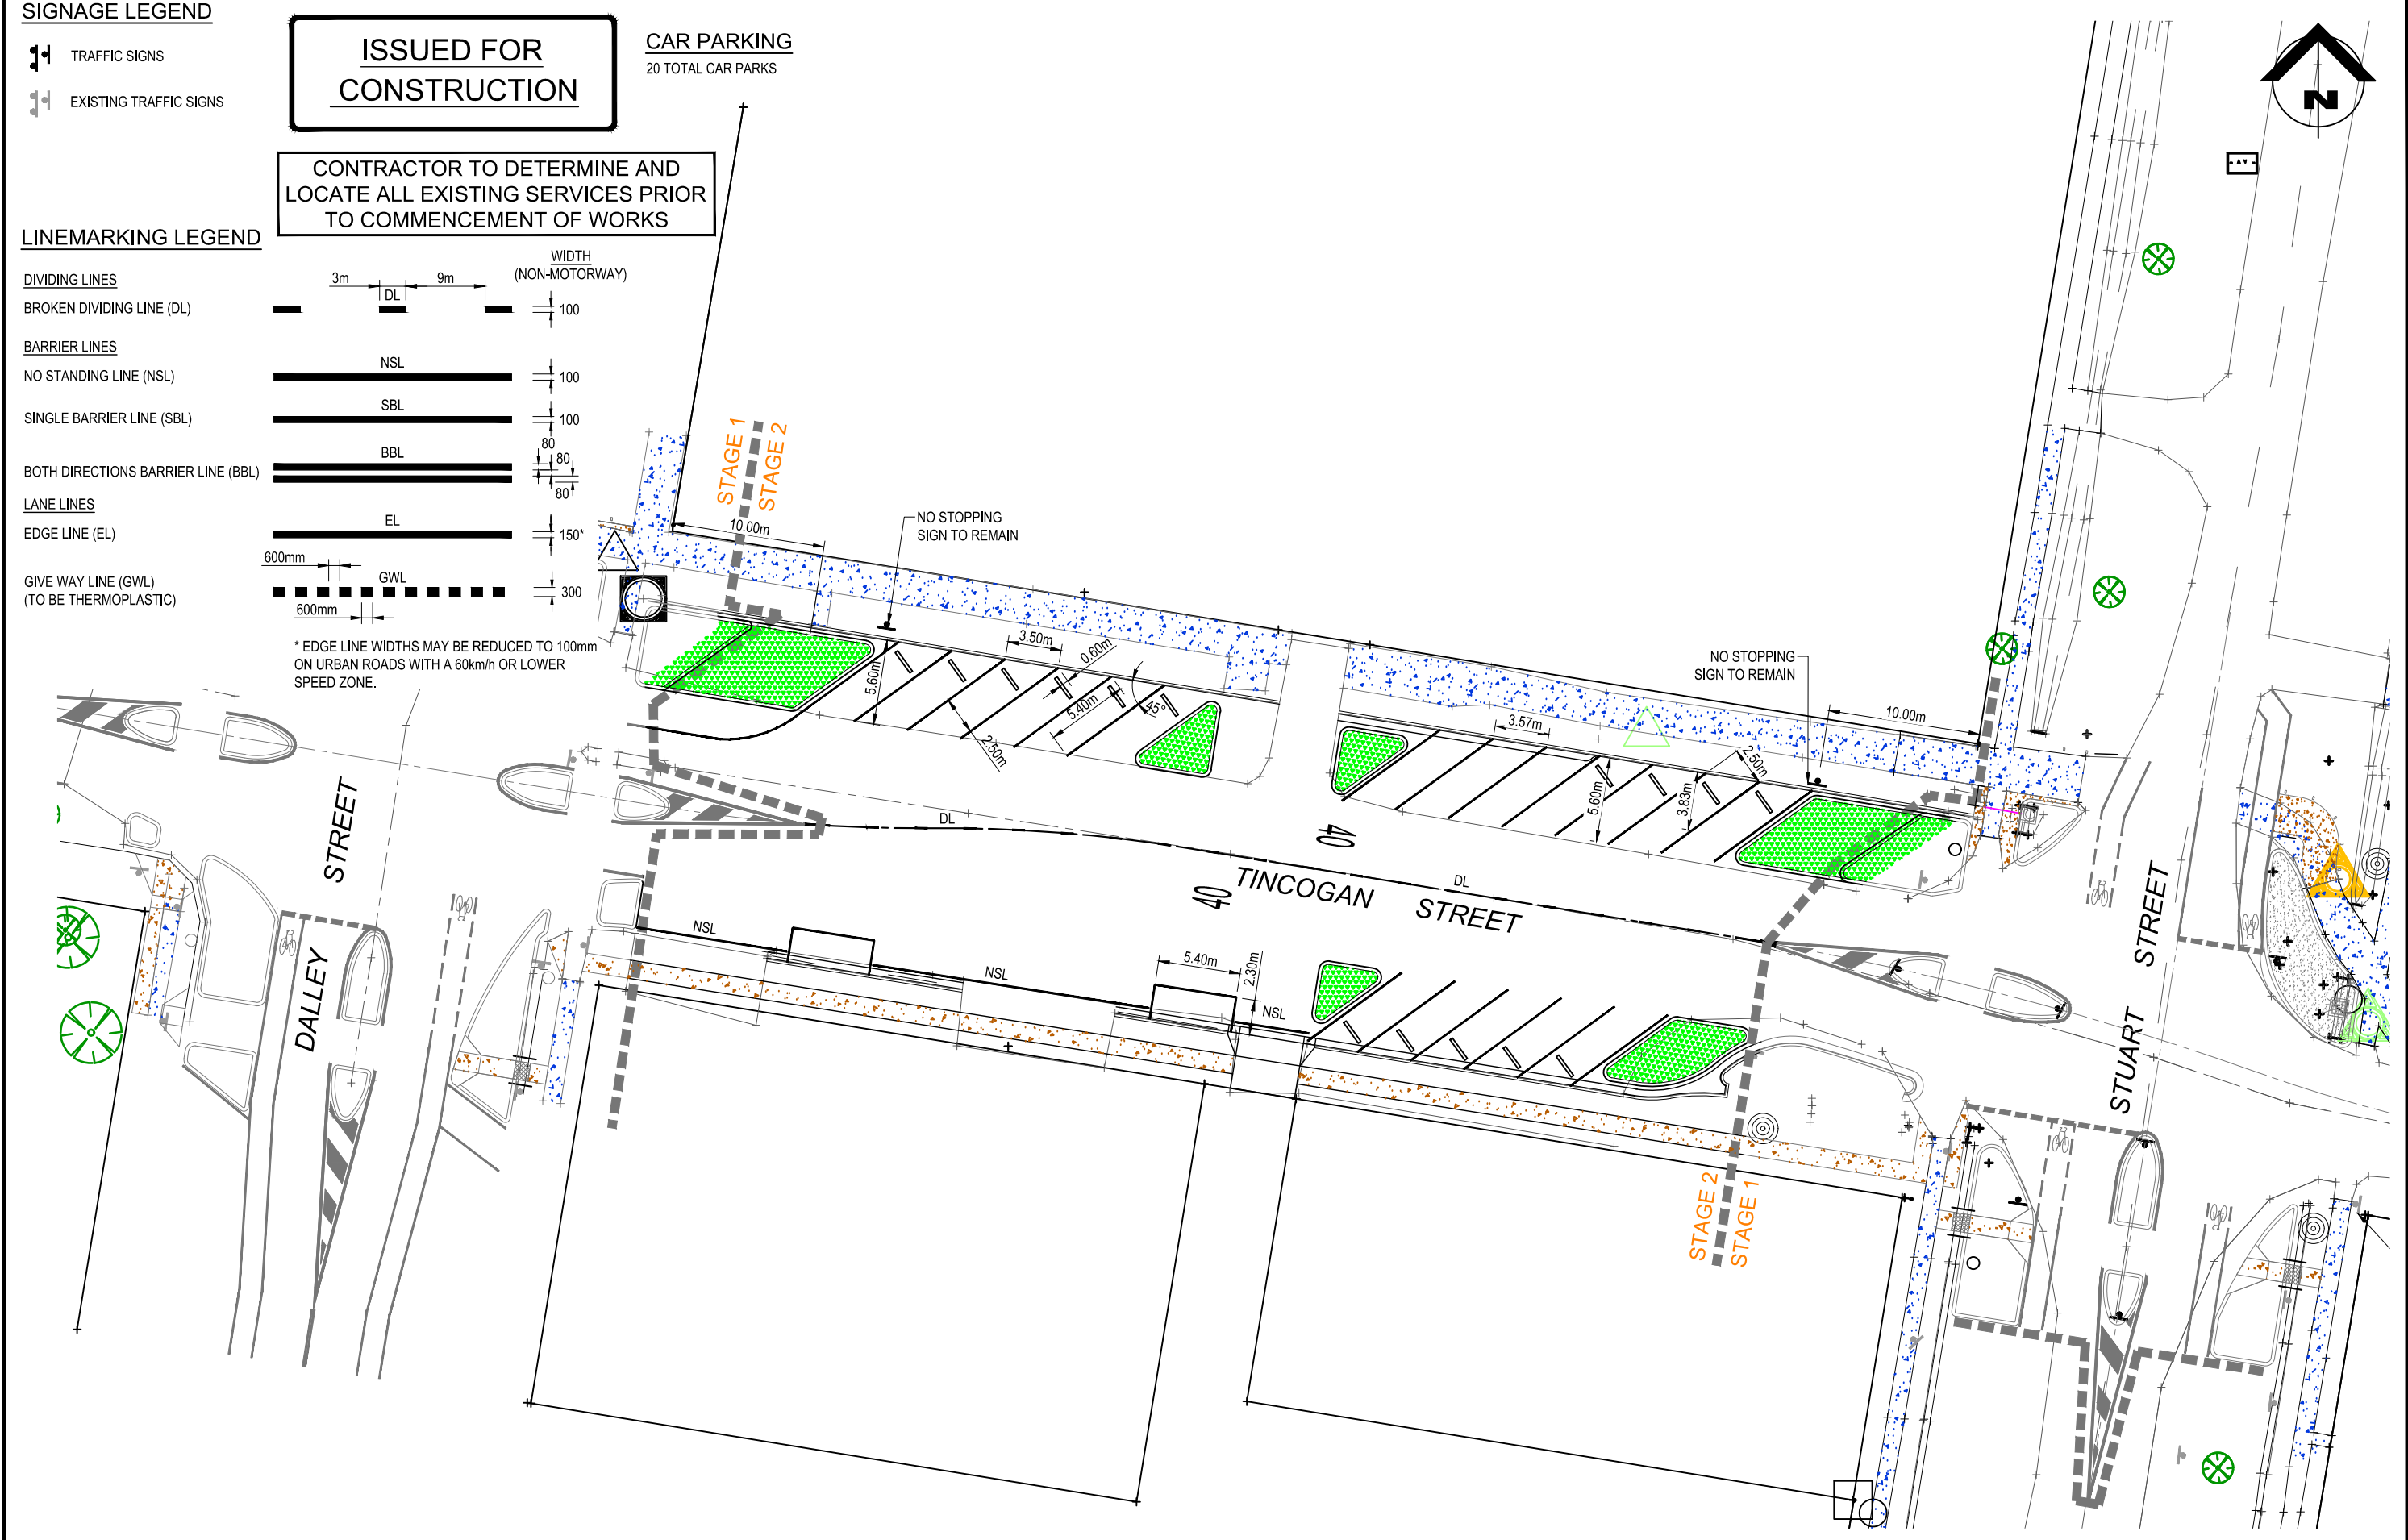 SIGNAGE LEGEND
TRAFFIC SIGNS
EXISTING TRAFFIC SIGNS
ISSUED FOR
CONSTRUCTION
CAR PARKING
20 TOTAL CAR PARKS
CONTRACTOR TO DETERMINE AND
LOCATE ALL EXISTING SERVICES PRIOR
TO COMMENCEMENT OF WORKS
N
LINEMARKING LEGEND
WIDTH
(NON-MOTORWAY)
DIVIDING LINES
3m
DL
9m
BROKEN DIVIDING LINE (DL)
100
BARRIER LINES
NSL
NO STANDING LINE (NSL)
100
SBL
SINGLE BARRIER LINE (SBL)
100
BBL
BOTH DIRECTIONS BARRIER LINE (BBL)
80
80
80
LANE LINES
EL
EDGE LINE (EL)
150*
600mm
GWL
GIVE WAY LINE (GWL)
(TO BE THERMOPLASTIC)
300
600mm
* EDGE LINE WIDTHS MAY BE REDUCED TO 100mm
ON URBAN ROADS WITH A 60km/h OR LOWER
SPEED ZONE.
STAGE 1
STAGE 2
10.00m
NO STOPPING
SIGN TO REMAIN
5.60m
3.50m
0.60m
5.40m
45°
2.50m
NO STOPPING
SIGN TO REMAIN
10.00m
3.57m
5.60m
3.83m
2.50m
DL
40
40
TINCOGAN STREET
DL
NSL
NSL
5.40m
2.30m
NSL
DALLEY STREET
STUART STREET
STAGE 2
STAGE 1